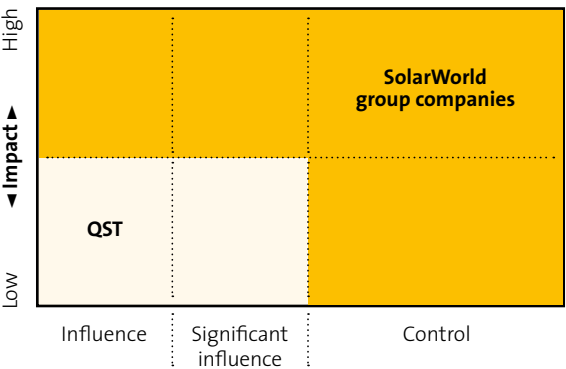 High
SolarWorld
group companies
◄ Impact ►
QST
Low
Influence
Significant
influence
Control